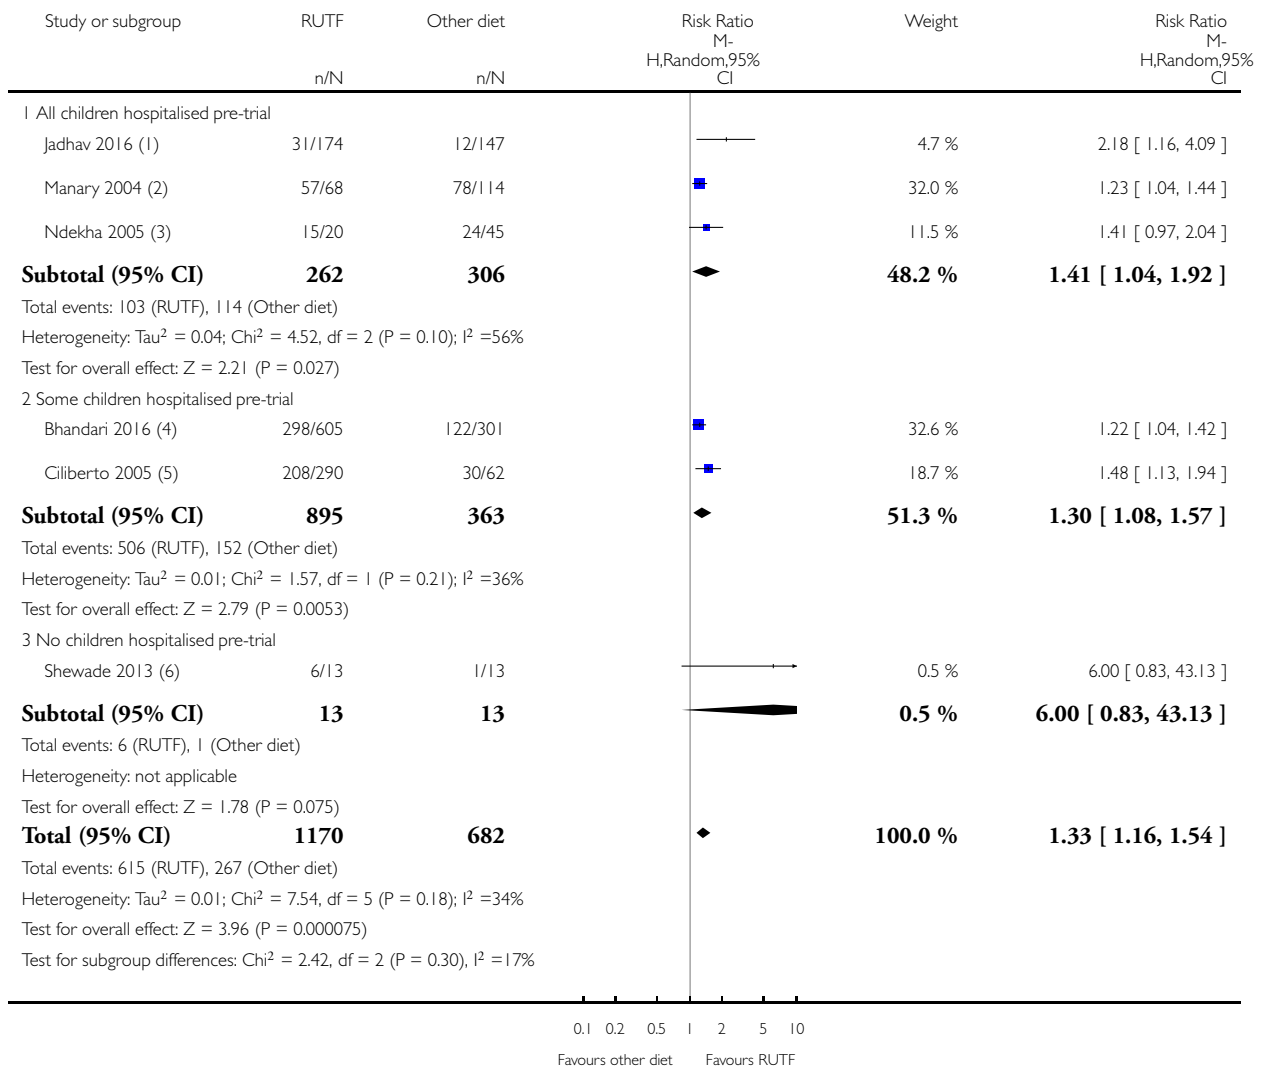 Study or subgroup RUTF Other diet Risk Ratio Weight Risk Ratio
M- M-
H,Random,95% H,Random,95%
n/N n/N CI CI
1 All children hospitalised pre-trial
Jadhav 2016 (1) 31/174 12/147 4.7 % 2.18 [ 1.16, 4.09 ]
Manary 2004 (2) 57/68 78/114 32.0 % 1.23 [ 1.04, 1.44 ]
Ndekha 2005 (3) 15/20 24/45 11.5 % 1.41 [ 0.97, 2.04 ]
Subtotal (95% CI) 262 306 48.2 % 1.41 [ 1.04, 1.92 ]
Total events: 103 (RUTF), 114 (Other diet)
Heterogeneity: Tau² = 0.04; Chi² = 4.52, df = 2 (P = 0.10); I² =56%
Test for overall effect: Z = 2.21 (P = 0.027)
2 Some children hospitalised pre-trial
Bhandari 2016 (4) 298/605 122/301 32.6 % 1.22 [ 1.04, 1.42 ]
Ciliberto 2005 (5) 208/290 30/62 18.7 % 1.48 [ 1.13, 1.94 ]
Subtotal (95% CI) 895 363 51.3 % 1.30 [ 1.08, 1.57 ]
Total events: 506 (RUTF), 152 (Other diet)
Heterogeneity: Tau² = 0.01; Chi² = 1.57, df = 1 (P = 0.21); I² =36%
Test for overall effect: Z = 2.79 (P = 0.0053)
3 No children hospitalised pre-trial
Shewade 2013 (6) 6/13 1/13 0.5 % 6.00 [ 0.83, 43.13 ]
Subtotal (95% CI) 13 13 0.5 % 6.00 [ 0.83, 43.13 ]
Total events: 6 (RUTF), 1 (Other diet)
Heterogeneity: not applicable
Test for overall effect: Z = 1.78 (P = 0.075)
Total (95% CI) 1170 682 100.0 % 1.33 [ 1.16, 1.54 ]
Total events: 615 (RUTF), 267 (Other diet)
Heterogeneity: Tau² = 0.01; Chi² = 7.54, df = 5 (P = 0.18); I² =34%
Test for overall effect: Z = 3.96 (P = 0.000075)
Test for subgroup differences: Chi² = 2.42, df = 2 (P = 0.30), I² =17%
0.1 0.2 0.5 1 2 5 10
Favours other diet Favours RUTF